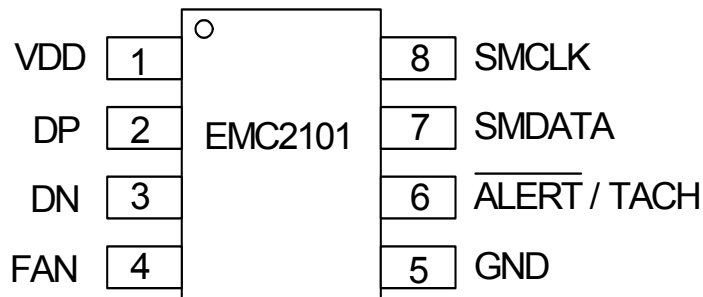 VDD 1 8 SMCLK
DP 2 EMC2101 7 SMDATA
DN 3 6 ALERT / TACH
FAN 4 5 GND